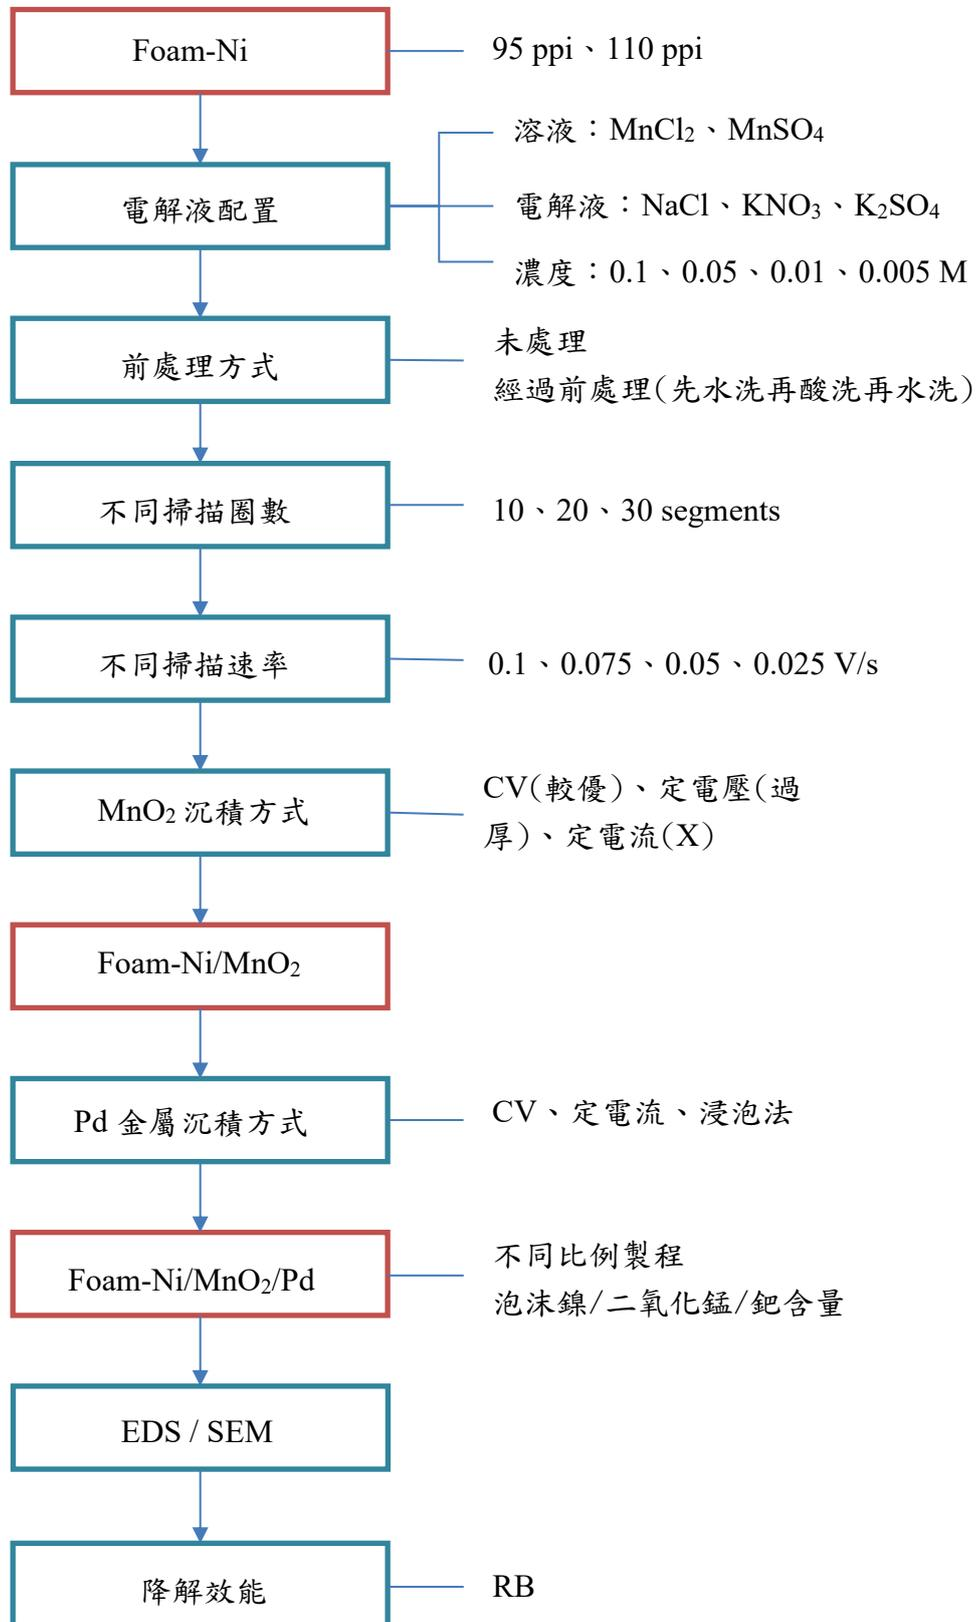 Foam-Ni
95 ppi、110 ppi
溶液：MnCl₂、MnSO₄
電解液配置
電解液：NaCl、KNO₃、K₂SO₄
濃度：0.1、0.05、0.01、0.005 M
前處理方式
未處理
經過前處理(先水洗再酸洗再水洗)
不同掃描圈數
10、20、30 segments
不同掃描速率
0.1、0.075、0.05、0.025 V/s
MnO₂ 沉積方式
CV(較優)、定電壓(過
厚)、定電流(X)
Foam-Ni/MnO₂
Pd 金屬沉積方式
CV、定電流、浸泡法
Foam-Ni/MnO₂/Pd
不同比例製程
泡沫鎳/二氧化錳/鈀含量
EDS / SEM
降解效能
RB